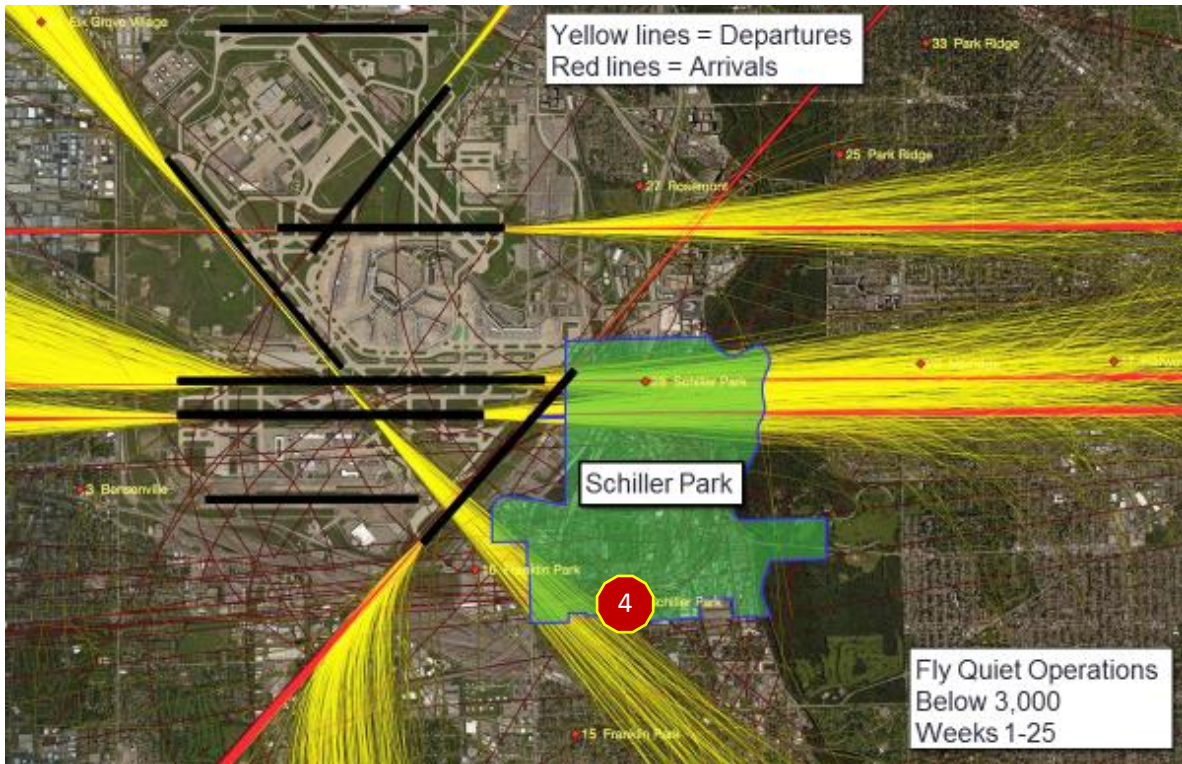 Elk Grove Village
Yellow lines = Departures
Red lines = Arrivals
33 Park Ridge
25 Park Ridge
27 Rosemont
Schiller Park
Schiller Park
3 Bensenville
Franklin Park
4
Schiller Park
15 Franklin Park
Fly Quiet Operations
Below 3,000
Weeks 1-25